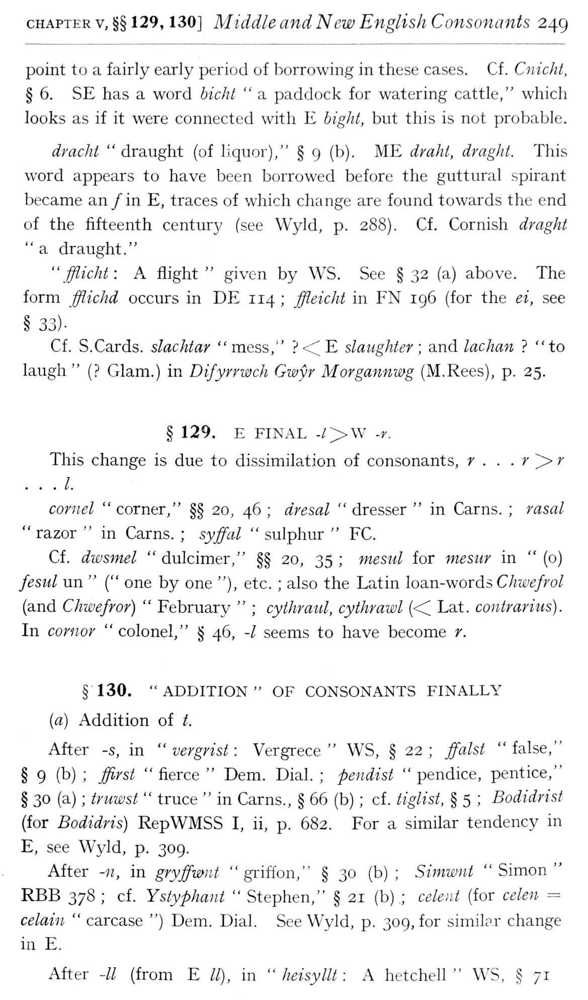 CHAPTER V, §§ 129, 130] Middle and New English Consonants 249
point to a fairly early period of borrowing in these cases. Cf. Cnicht,
§ 6. SE has a word bicht “ a paddock for watering cattle,” which
looks as if it were connected with E bight, but this is not probable.
dracht “ draught (of liquor),” § 9 (b). ME draht, draght. This
word appears to have been borrowed before the guttural spirant
became an f in E, traces of which change are found towards the end
of the fifteenth century (see Wyld, p. 288). Cf. Cornish draght
“ a draught.”
“ fflicht : A flight ” given by WS. See § 32 (a) above. The
form fflichd occurs in DE 114 ; ffleicht in FN 196 (for the ei, see
§ 33).
Cf. S.Cards. slachtar “ mess,” ? < E slaughter ; and lachan ? “ to
laugh ” (? Glam.) in Difyrrwch Gwŷr Morgannwg (M.Rees), p. 25.
§ 129. E FINAL -l > W -r.
This change is due to dissimilation of consonants, r . . . r > r
. . . l.
cornel “ corner,” §§ 20, 46 ; dresal “ dresser ” in Carns. ; rasal
“ razor ” in Carns. ; syffal “ sulphur ” FC.
Cf. dwsmel “ dulcimer,” §§ 20, 35 ; mesul for mesur in “ (o)
fesul un ” (“ one by one ”), etc. ; also the Latin loan-words Chwefrol
(and Chwefror) “ February ” ; cythraul, cythrawl (< Lat. contrarius).
In cornor “ colonel,” § 46, -l seems to have become r.
§ 130. “ ADDITION ” OF CONSONANTS FINALLY
(a) Addition of t.
After -s, in “ vergrist : Vergrece ” WS, § 22 ; ffalst “ false,”
§ 9 (b) ; ffirst “ fierce ” Dem. Dial. ; pendist “ pendice, pentice,”
§ 30 (a) ; truwst “ truce ” in Carns., § 66 (b) ; cf. tiglist, § 5 ; Bodidrist
(for Bodidris) RepWMSS I, ii, p. 682. For a similar tendency in
E, see Wyld, p. 309.
After -n, in gryffwnt “ griffon,” § 30 (b) ; Simwnt “ Simon ”
RBB 378 ; cf. Ystyphant “ Stephen,” § 21 (b) ; celent (for celen =
celain “ carcase ”) Dem. Dial. See Wyld, p. 309, for similar change
in E.
After -ll (from E ll), in “ heisyllt : A hetchell ” WS, § 71